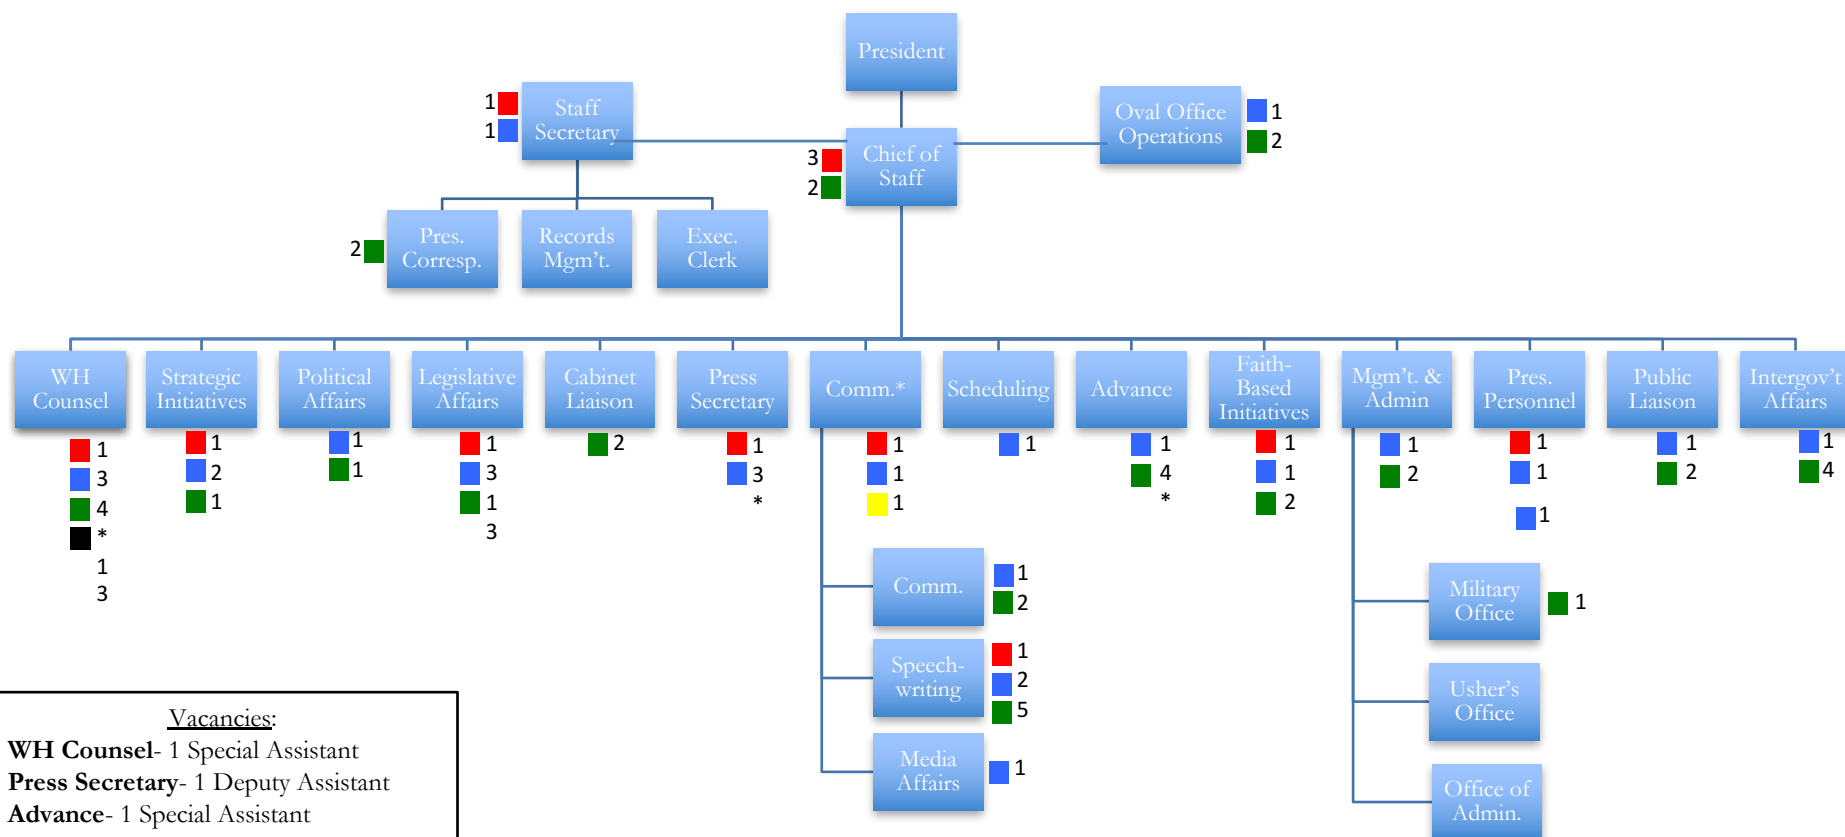 President
1
1
Staff
Secretary
Oval Office
Operations
1
2
3
2
Chief of
Staff
2
Pres.
Corresp.
Records
Mgm't.
Exec.
Clerk
WH
Counsel
1
3
4
*
1
3
Strategic
Initiatives
1
2
1
Political
Affairs
1
1
Legislative
Affairs
1
3
1
3
Cabinet
Liaison
2
Press
Secretary
1
3
*
Comm.*
1
1
1
Scheduling
1
Advance
1
4
*
Faith-
Based
Initiatives
1
1
2
Mgm't. &
Admin
1
2
Pres.
Personnel
1
1
1
Public
Liaison
1
2
Intergov't
Affairs
1
4
Comm.
1
2
Speech-
writing
1
2
5
Media
Affairs
1
Military
Office
1
Usher's
Office
Office of
Admin.
Vacancies:
WH Counsel- 1 Special Assistant
Press Secretary- 1 Deputy Assistant
Advance- 1 Special Assistant